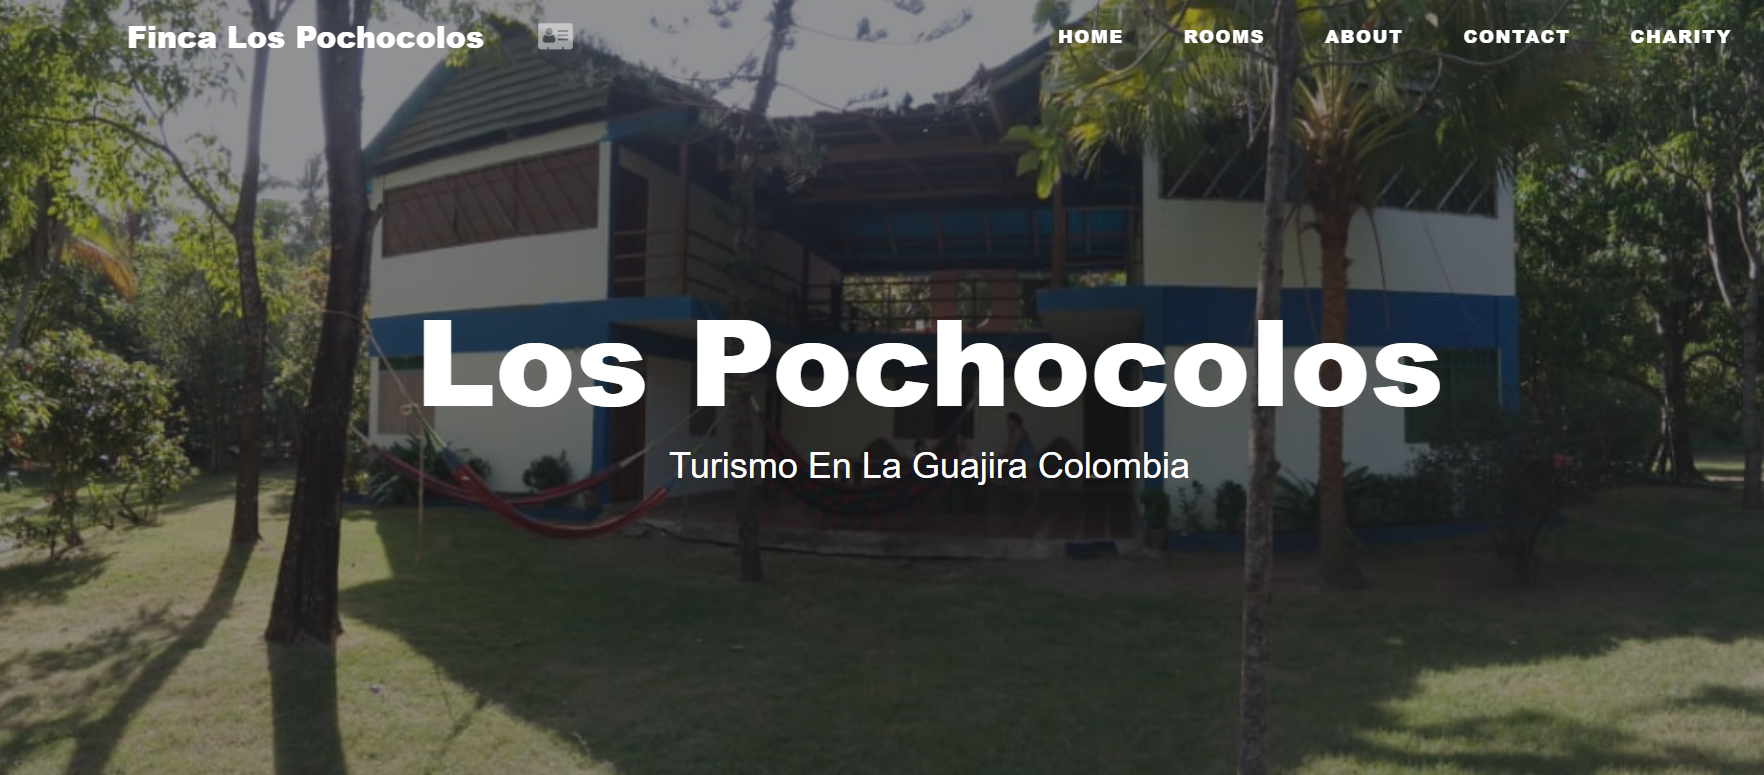 Finca Los Pochocolos
HOME ROOMS ABOUT CONTACT CHARITY
Los Pochocolos
Turismo En La Guajira Colombia